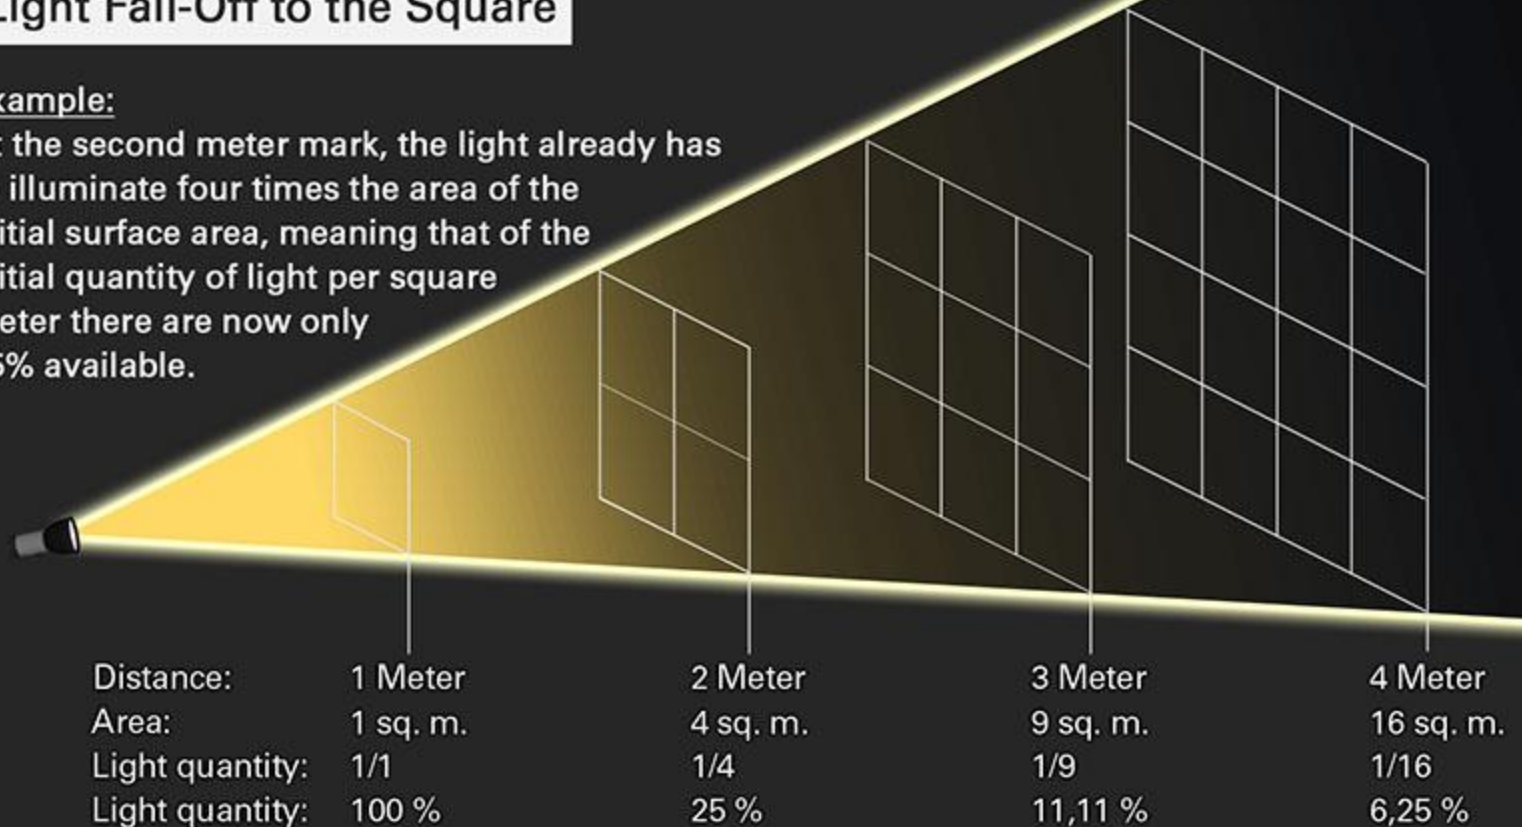 Light Fall-Off to the Square
xample:
t the second meter mark, the light already has
illuminate four times the area of the
itial surface area, meaning that of the
itial quantity of light per square
eter there are now only
5% available.
Distance: 1 Meter 2 Meter 3 Meter 4 Meter
Area: 1 sq. m. 4 sq. m. 9 sq. m. 16 sq. m.
Light quantity: 1/1 1/4 1/9 1/16
Light quantity: 100 % 25 % 11,11 % 6,25 %